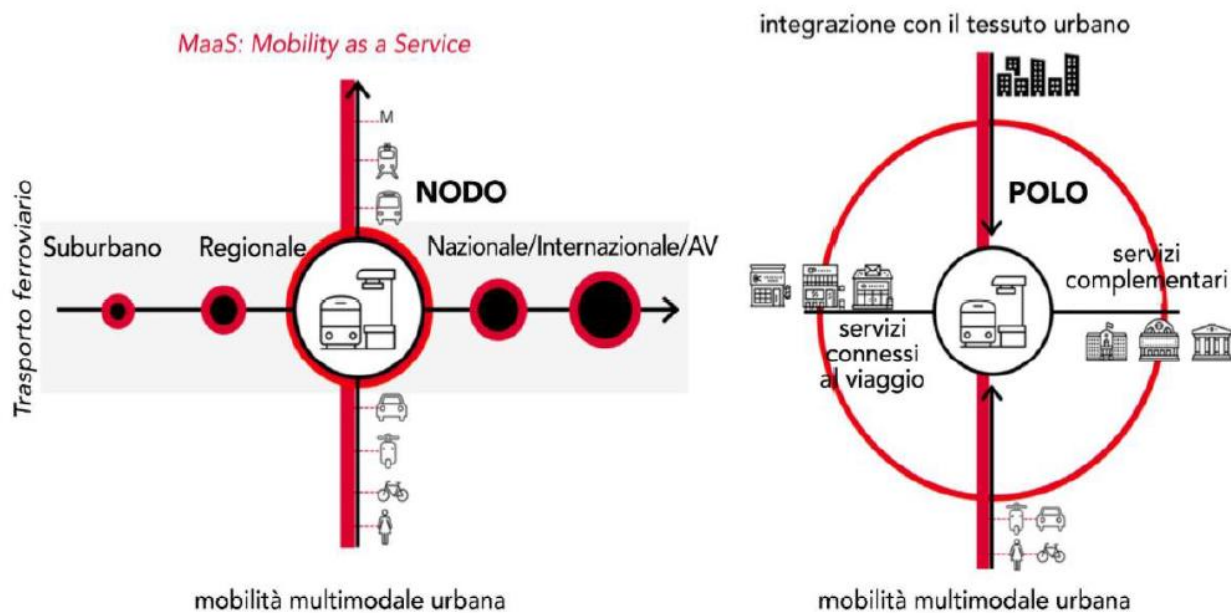 MaaS: Mobility as a Service
M
NODO
Trasporto ferroviario
Suburbano
Regionale
Nazionale/Internazionale/AV
mobilità multimodale urbana
integrazione con il tessuto urbano
POLO
servizi
complementari
servizi
connessi
al viaggio
mobilità multimodale urbana